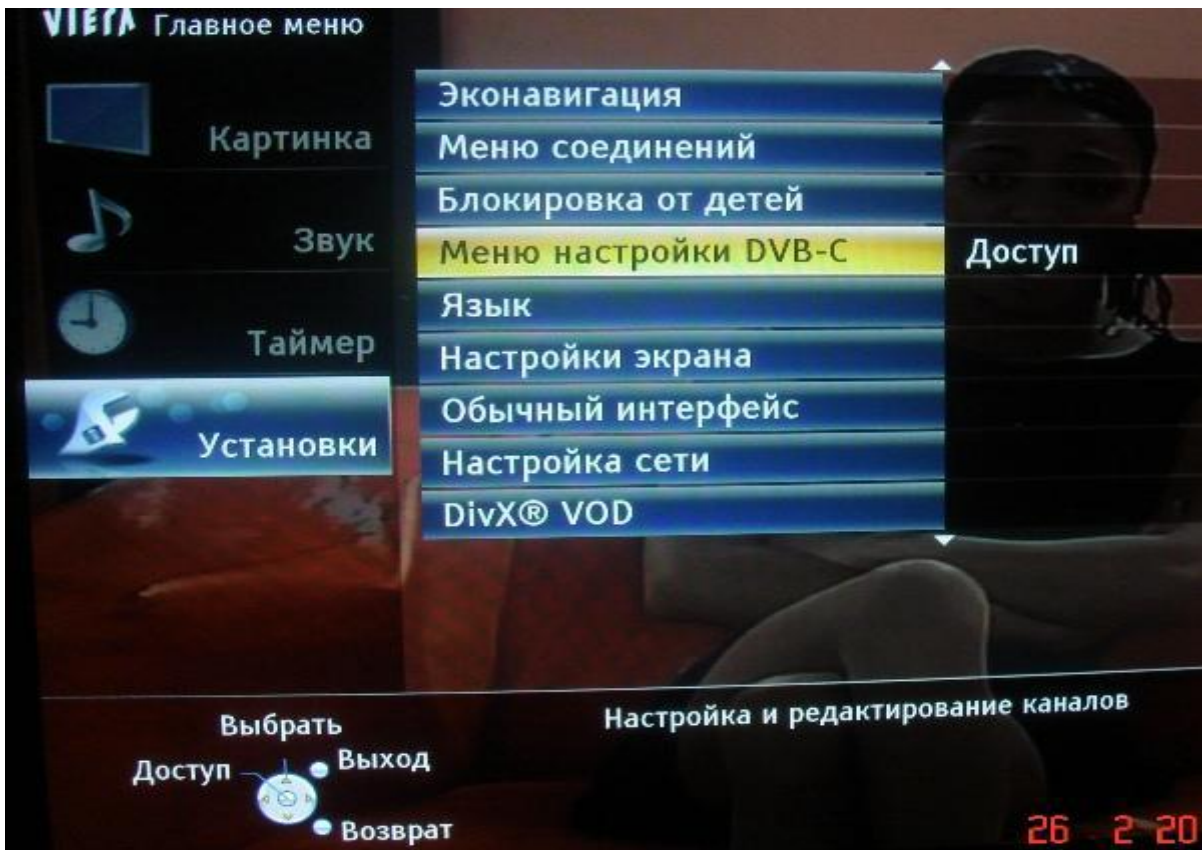 VIERA Главное меню
Картинка
Звук
Таймер
Установки
Эконавигация
Меню соединений
Блокировка от детей
Меню настройки DVB-C
Доступ
Язык
Настройки экрана
Обычный интерфейс
Настройка сети
DivX® VOD
Выбрать
Доступ
Выход
Возврат
Настройка и редактирование каналов
26 2 20